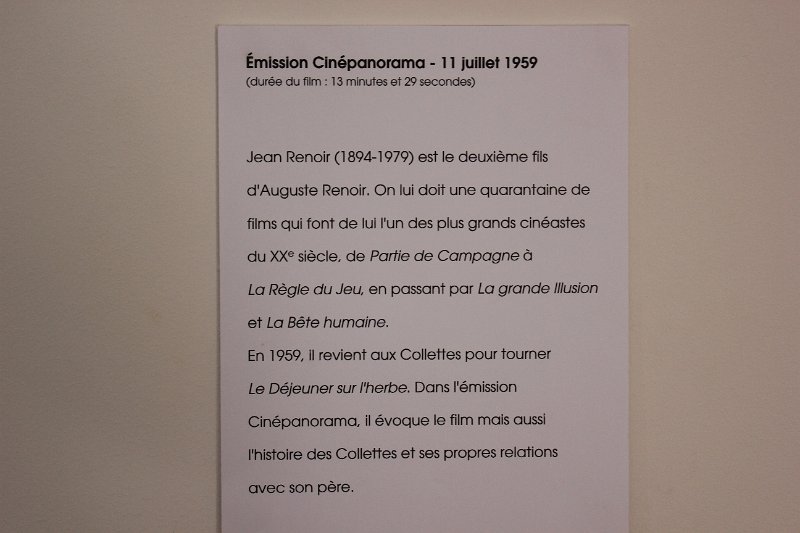 Émission Cinépanorama - 11 juillet 1959
(durée du film : 13 minutes et 29 secondes)
Jean Renoir (1894-1979) est le deuxième fils
d'Auguste Renoir. On lui doit une quarantaine de
films qui font de lui l'un des plus grands cinéastes
du XXe siècle, de Partie de Campagne à
La Règle du Jeu, en passant par La grande Illusion
et La Bête humaine.
En 1959, il revient aux Collettes pour tourner
Le Déjeuner sur l'herbe. Dans l'émission
Cinépanorama, il évoque le film mais aussi
l'histoire des Collettes et ses propres relations
avec son père.